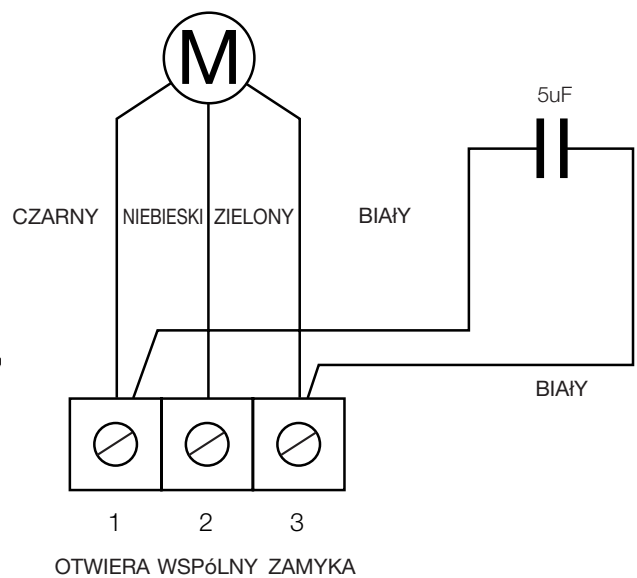 M
5uF
CZARNY NIEBIESKI ZIELONY BIAłY
BIAłY
1 2 3
OTWIERA WSPóLNY ZAMYKA